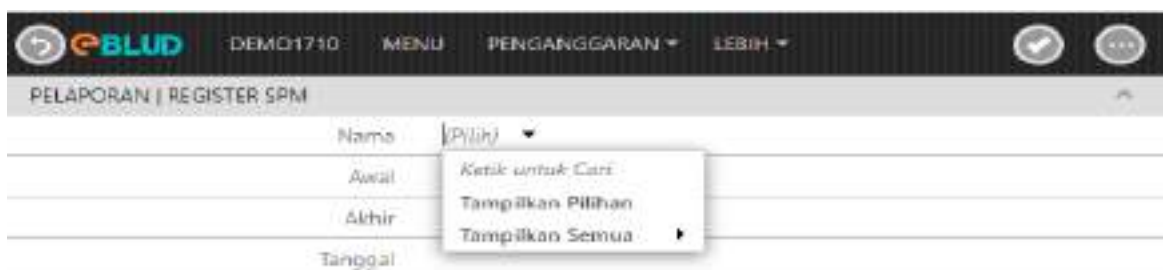 eBLUD DEMO1710 MENU PENGANGGARAN LEBIH
PELAPORAN | REGISTER SPM
Nama (Pilih)
Ketik untuk Cari
Awal
Tampilkan Pilihan
Akhir
Tampilkan Semua
Tanggal